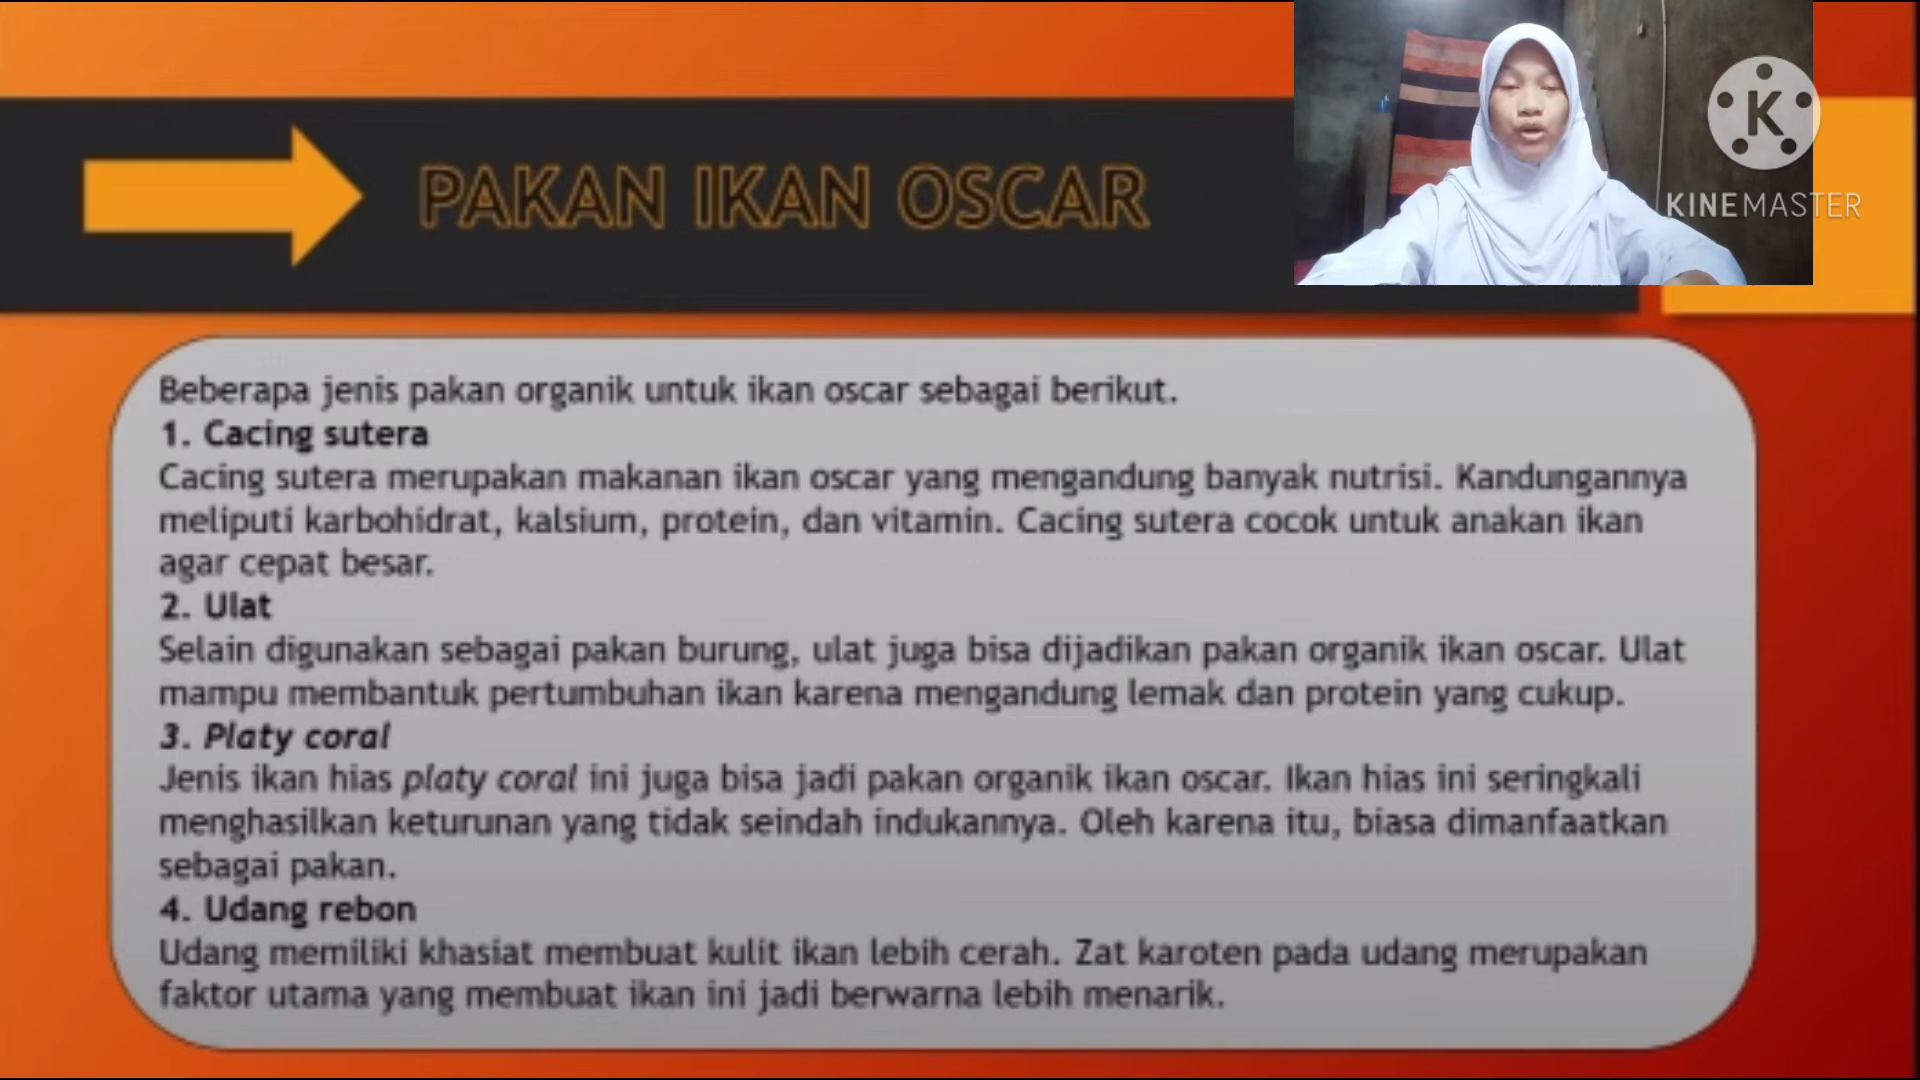 PAKAN IKAN OSCAR
K
KINEMASTER
Beberapa jenis pakan organik untuk ikan oscar sebagai berikut.
1. Cacing sutera
Cacing sutera merupakan makanan ikan oscar yang mengandung banyak nutrisi. Kandungannya
meliputi karbohidrat, kalsium, protein, dan vitamin. Cacing sutera cocok untuk anakan ikan
agar cepat besar.
2. Ulat
Selain digunakan sebagai pakan burung, ulat juga bisa dijadikan pakan organik ikan oscar. Ulat
mampu membantuk pertumbuhan ikan karena mengandung lemak dan protein yang cukup.
3. Platy coral
Jenis ikan hias platy coral ini juga bisa jadi pakan organik ikan oscar. Ikan hias ini seringkali
menghasilkan keturunan yang tidak seindah indukannya. Oleh karena itu, biasa dimanfaatkan
sebagai pakan.
4. Udang rebon
Udang memiliki khasiat membuat kulit ikan lebih cerah. Zat karoten pada udang merupakan
faktor utama yang membuat ikan ini jadi berwarna lebih menarik.